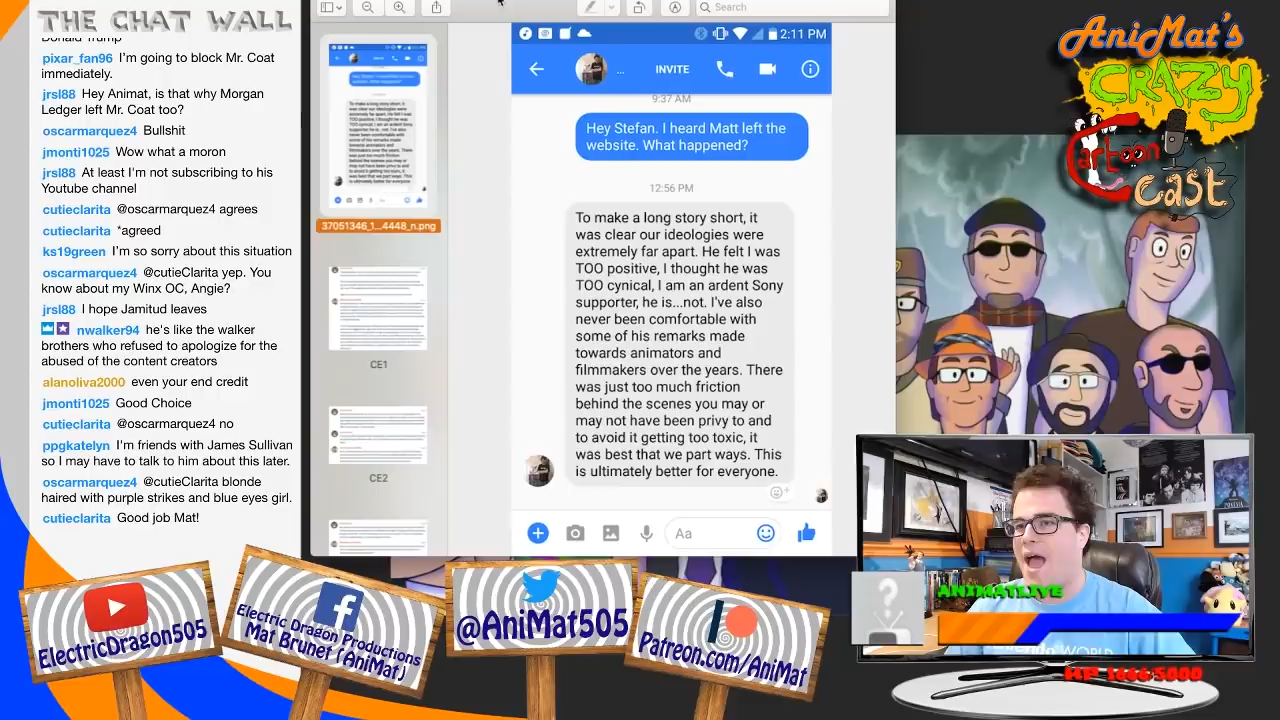 THE CHAT WALL
Donald Trump
pixar_fan96 I'm going to block Mr. Coat
immediately.
jrsl88 Hey Animat, is that why Morgan
Ledger left Mr.Coat too?
oscarmarquez4 Bullshit
jmonti1025 Wow what a moron
jrsl88 At least I'm not subscribing to his
Youtube channel
cutieclarita @oscarmarquez4 agrees
cutieclarita *agreed
ks19green I'm so sorry about this situation
oscarmarquez4 @cutieClarita yep. You
know about my Winx OC, Angie?
jrsl88 I hope Jambie leaves
trwalker94 he's like the walker
brothers who refused to apologize for the
abused of the content creators
alanoliva2000 even your end credit
jmonti1025 Good Choice
cutieclarita @oscarmarquez4 no
ppgkatelyn I'm friends with James Sullivan
so I may have to talk to him about this later.
oscarmarquez4 @cutieClarita blonde
haired with purple strikes and blue eyes girl.
cutieclarita Good job Mat!
37051346_1...4448_n.png
CE1
CE2
Search
2:11 PM
...
INVITE
9:37 AM
Hey Stefan. I heard Matt left the
website. What happened?
12:56 PM
To make a long story short, it
was clear our ideologies were
extremely far apart. He felt I was
TOO positive, I thought he was
TOO cynical, I am an ardent Sony
supporter, he is...not. I've also
never been comfortable with
some of his remarks made
towards animators and
filmmakers over the years. There
was just too much friction
behind the scenes you may or
may not have been privy to and
to avoid it getting too toxic, it
was best that we part ways. This
is ultimately better for everyone.
Aa
AniMat's
CRAZY
Cartoon
Cast
ANIMATLIVE
WORLD
HP 1666/5000
ElectricDragon505
Electric Dragon Productions
Mat Brunet (AniMat)
@AniMat505
Patreon.com/AniMat